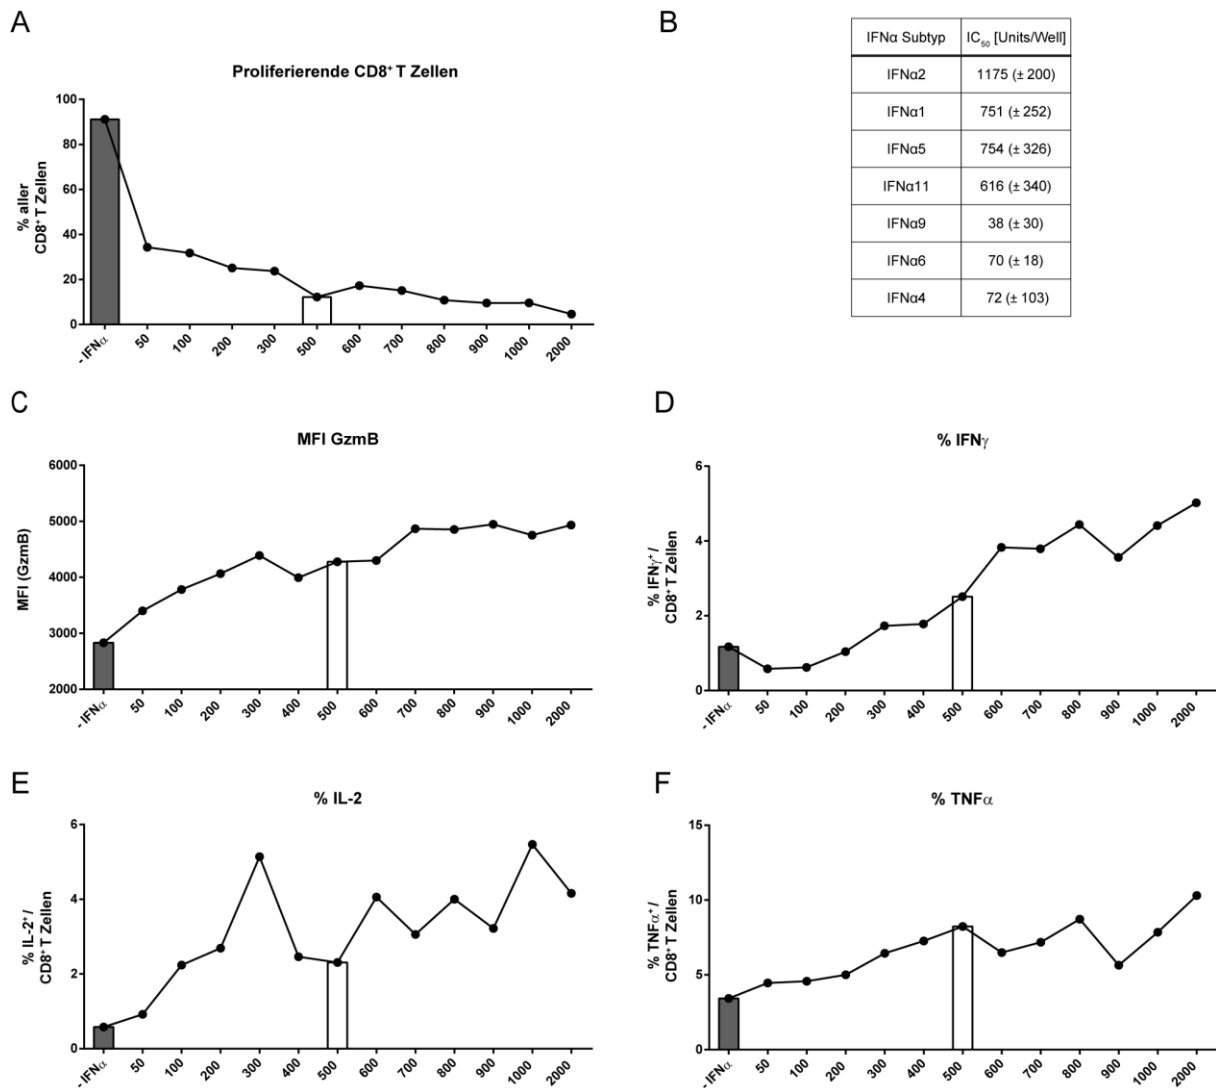 A
Proliferierende CD8⁺ T Zellen
% aller
CD8⁺ T Zellen
100
80
60
40
20
0
- IFNα 50 100 200 300 500 600 700 800 900 1000 2000
B
IFNα Subtyp IC₅₀ [Units/Well]
IFNα2 1175 (± 200)
IFNα1 751 (± 252)
IFNα5 754 (± 326)
IFNα11 616 (± 340)
IFNα9 38 (± 30)
IFNα6 70 (± 18)
IFNα4 72 (± 103)
C
MFI GzmB
MFI (GzmB)
6000
5000
4000
3000
2000
- IFNα 50 100 200 300 400 500 600 700 800 900 1000 2000
D
% IFNγ
% IFNγ⁺ /
CD8⁺ T Zellen
6
4
2
0
- IFNα 50 100 200 300 400 500 600 700 800 900 1000 2000
E
% IL-2
% IL-2⁺ /
CD8⁺ T Zellen
6
4
2
0
- IFNα 50 100 200 300 400 500 600 700 800 900 1000 2000
F
% TNFα
% TNFα⁺ /
CD8⁺ T Zellen
15
10
5
0
- IFNα 50 100 200 300 400 500 600 700 800 900 1000 2000